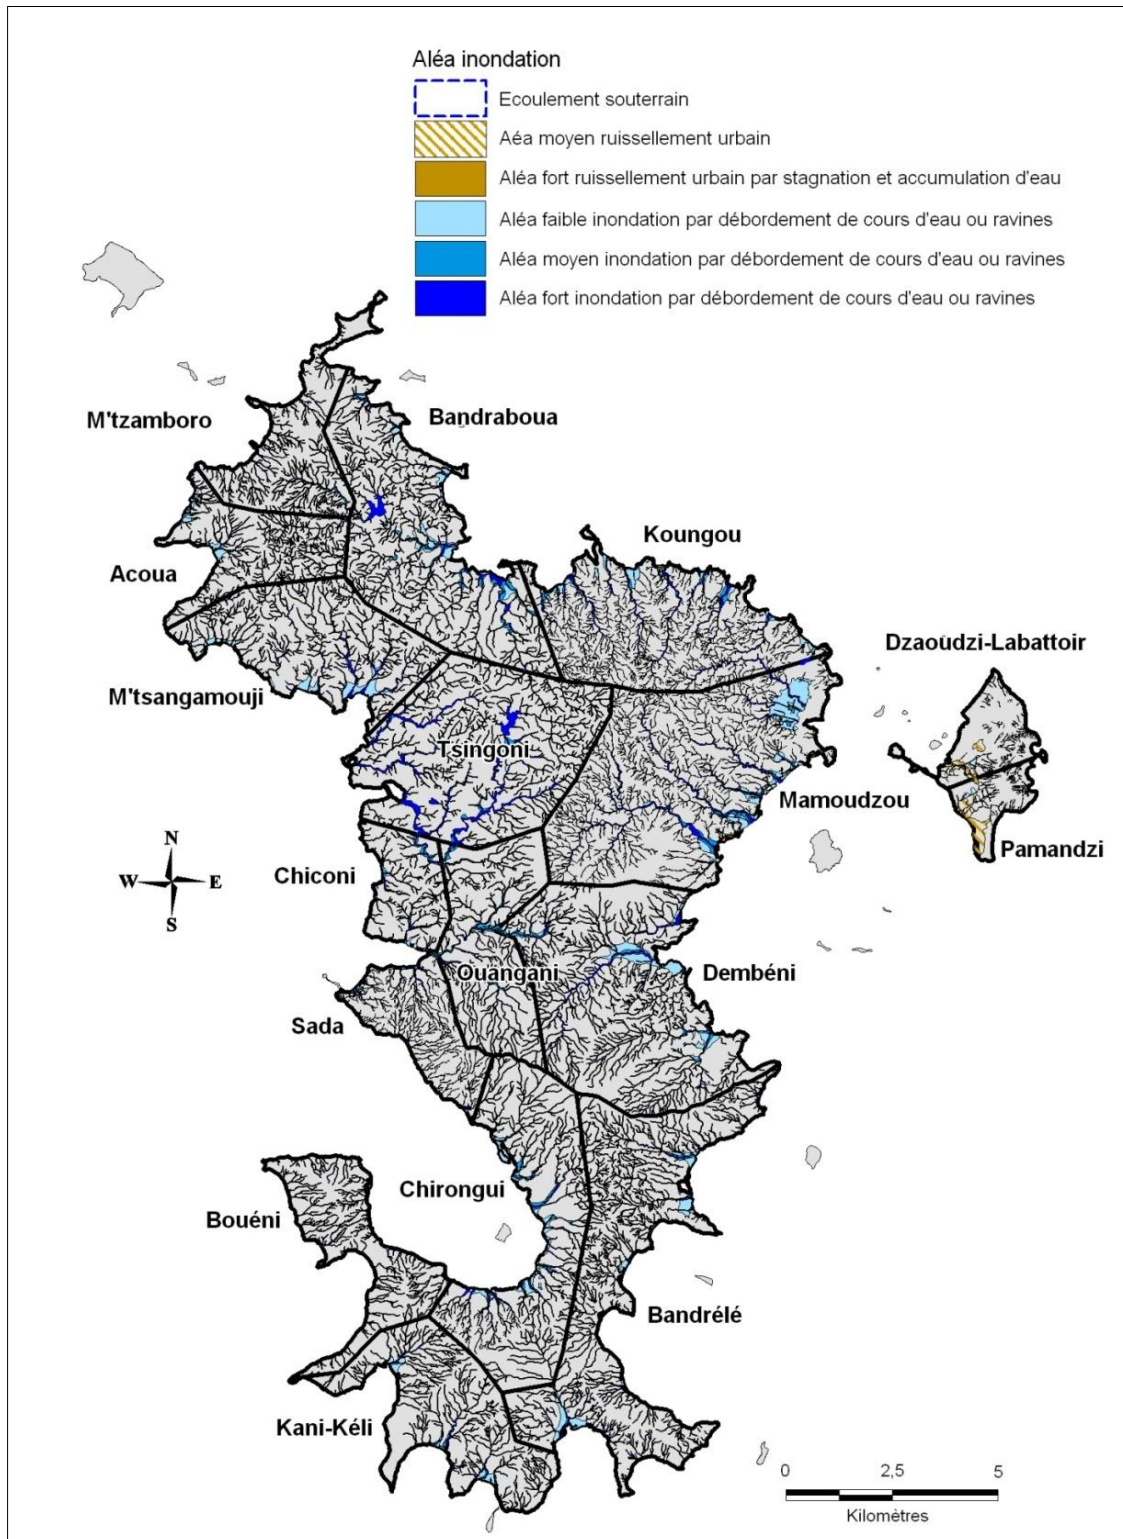 Aléa inondation
Ecoulement souterrain
Aéa moyen ruissellement urbain
Aléa fort ruissellement urbain par stagnation et accumulation d'eau
Aléa faible inondation par débordement de cours d'eau ou ravines
Aléa moyen inondation par débordement de cours d'eau ou ravines
Aléa fort inondation par débordement de cours d'eau ou ravines
M'tzamboro
Bandraboua
Koungou
Acoua
Dzaoudzi-Labattoir
M'tsangamouji
Tsingoni
Mamoudzou
Pamandzi
N
W E
S
Chiconi
Ouangani
Dembéni
Sada
Chirongui
Bouéni
Bandrélé
Kani-Kéli
0 2,5 5
Kilomètres